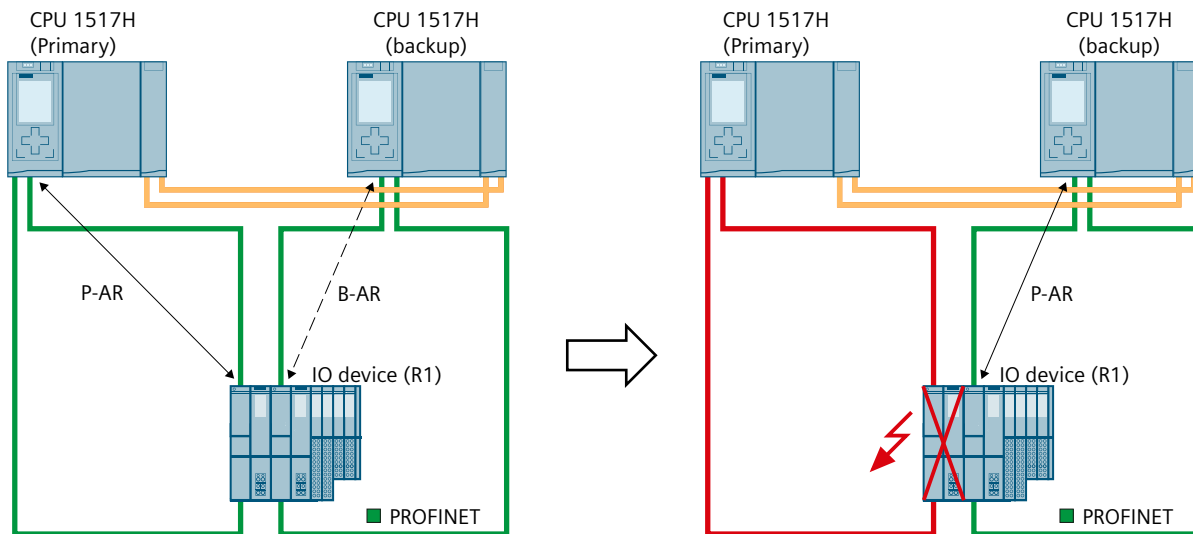 CPU 1517H
(Primary)
CPU 1517H
(backup)
P-AR
B-AR
IO device (R1)
PROFINET
CPU 1517H
(Primary)
CPU 1517H
(backup)
P-AR
IO device (R1)
PROFINET